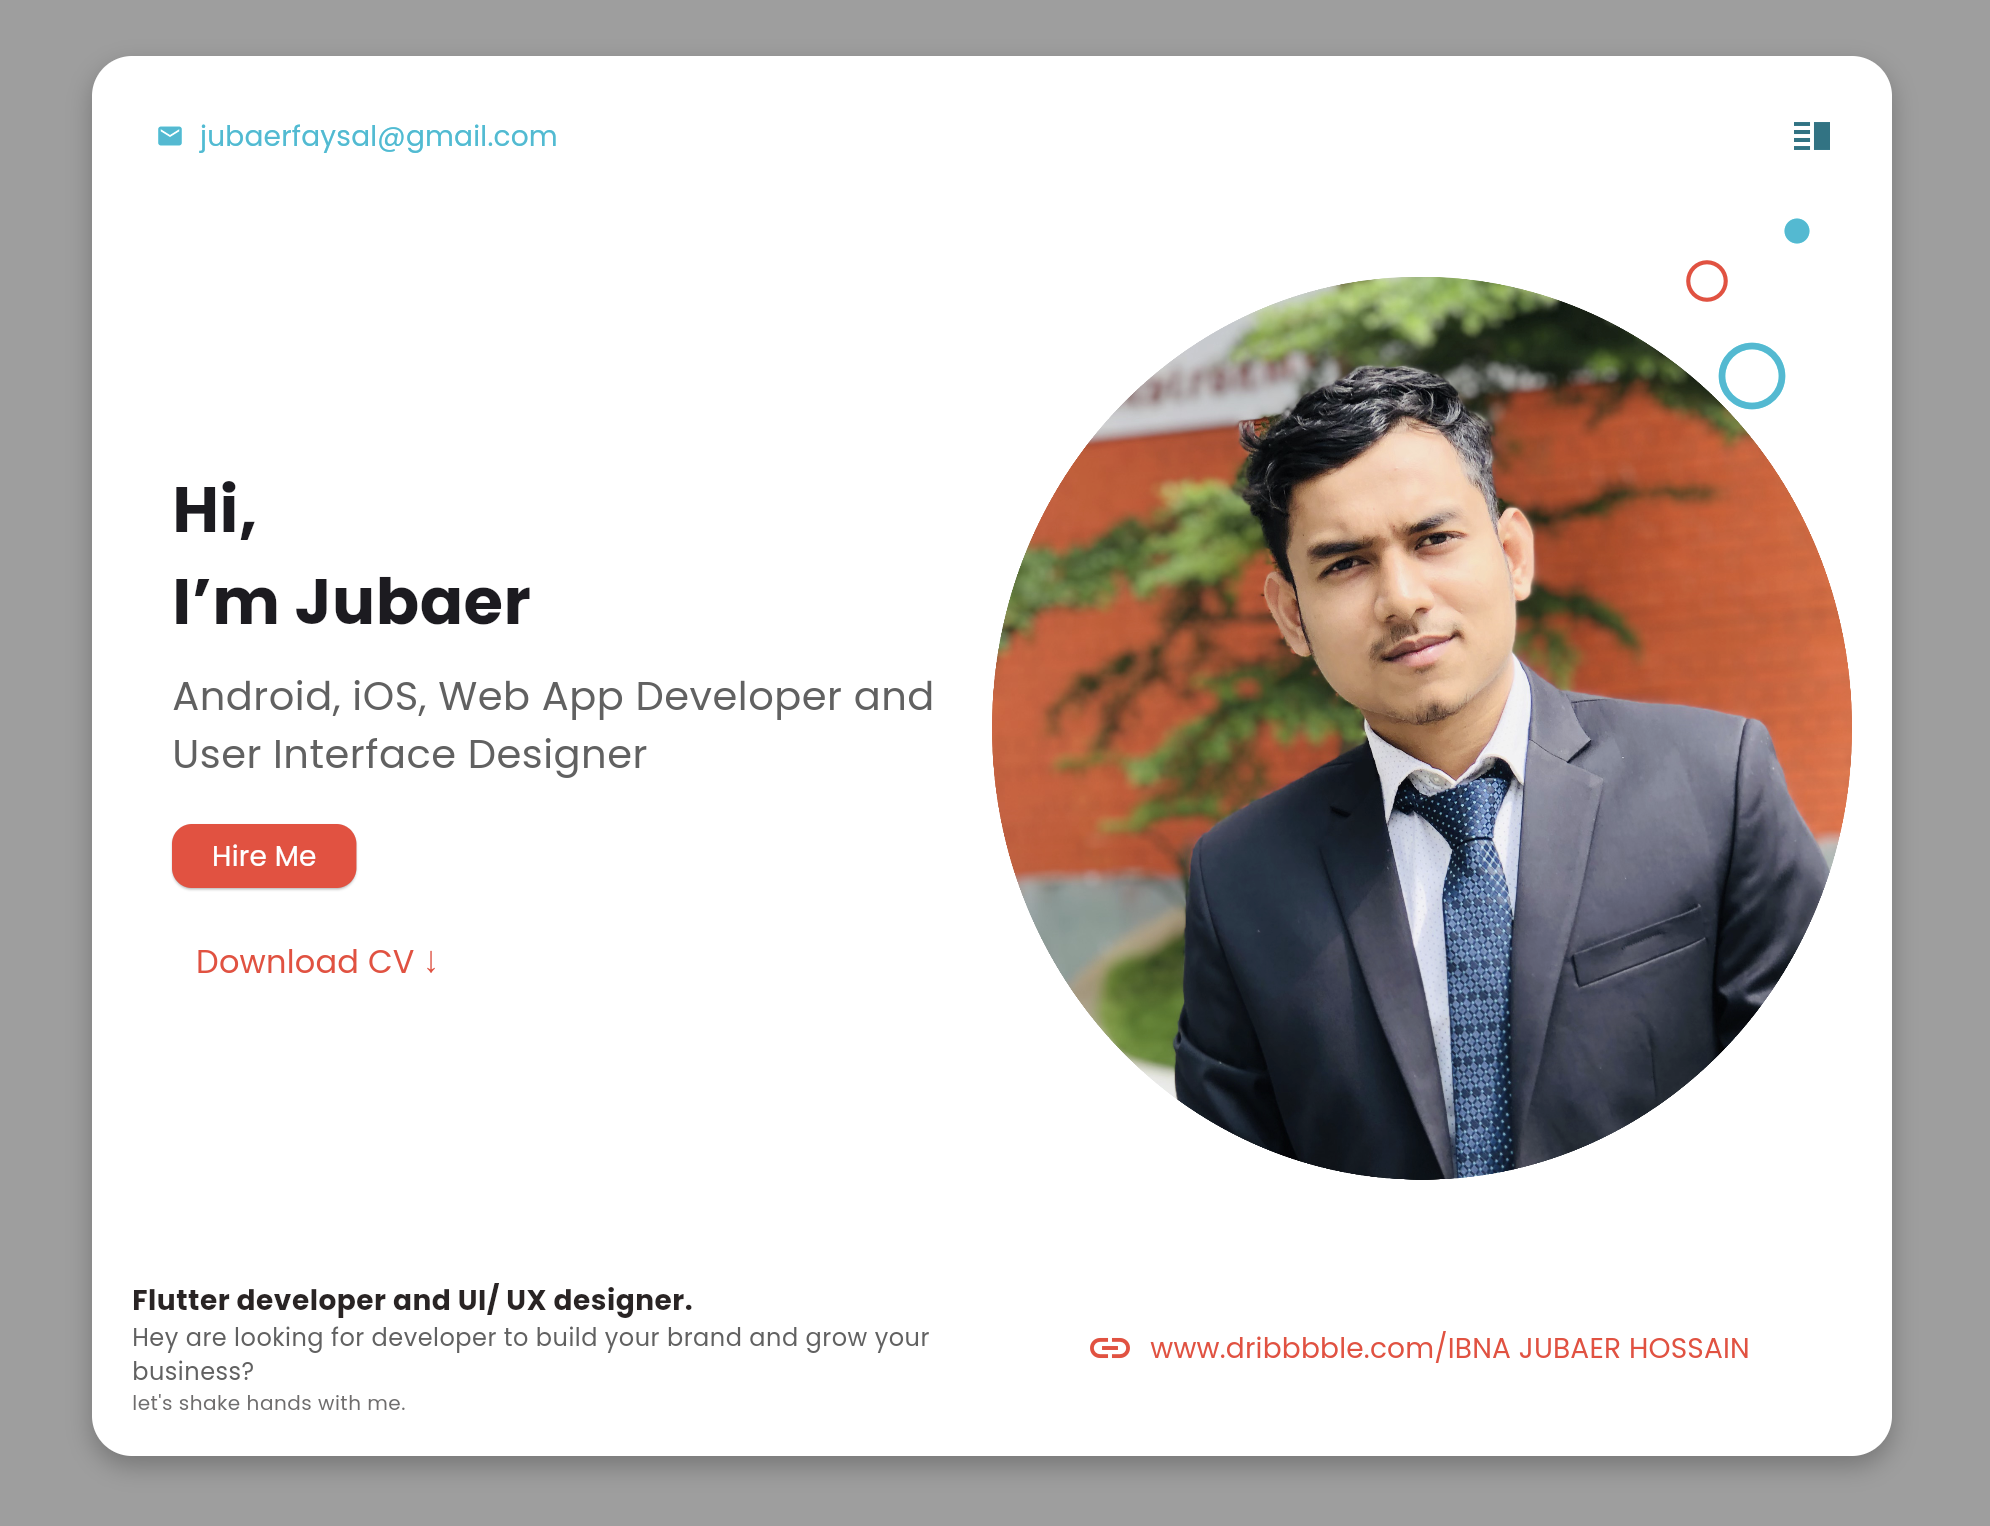 jubaerfaysal@gmail.com
Hi,
I’m Jubaer
Android, iOS, Web App Developer and
User Interface Designer
Hire Me
Download CV ↓
Flutter developer and UI/ UX designer.
Hey are looking for developer to build your brand and grow your
business?
let's shake hands with me.
www.dribbbble.com/IBNA JUBAER HOSSAIN